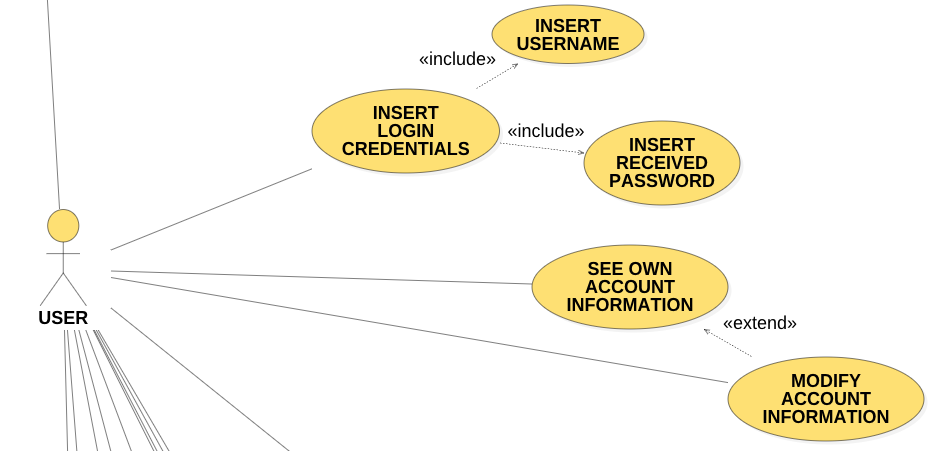 INSERT
USERNAME
«include»
INSERT
LOGIN
CREDENTIALS
«include»
INSERT
RECEIVED
PASSWORD
SEE OWN
ACCOUNT
INFORMATION
USER
«extend»
MODIFY
ACCOUNT
INFORMATION